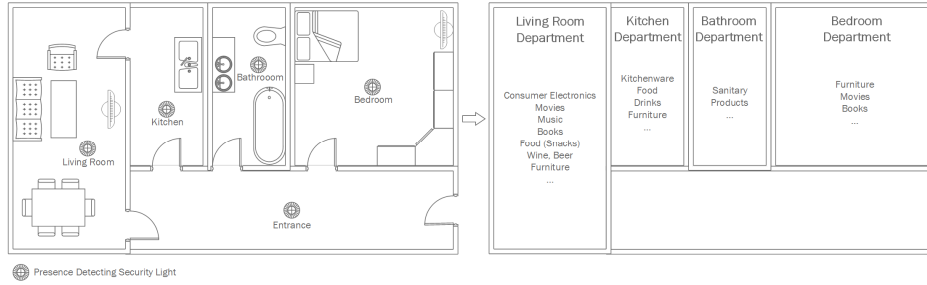 Bathrooom
Bedroom
Kitchen
Living Room
Entrance
Presence Detecting Security Light
Living Room
Department
Consumer Electronics
Movies
Music
Books
Food (Snacks)
Wine, Beer
Furniture
...
Kitchen
Department
Kitchenware
Food
Drinks
Furniture
...
Bathroom
Department
Sanitary
Products
...
Bedroom
Department
Furniture
Movies
Books
...